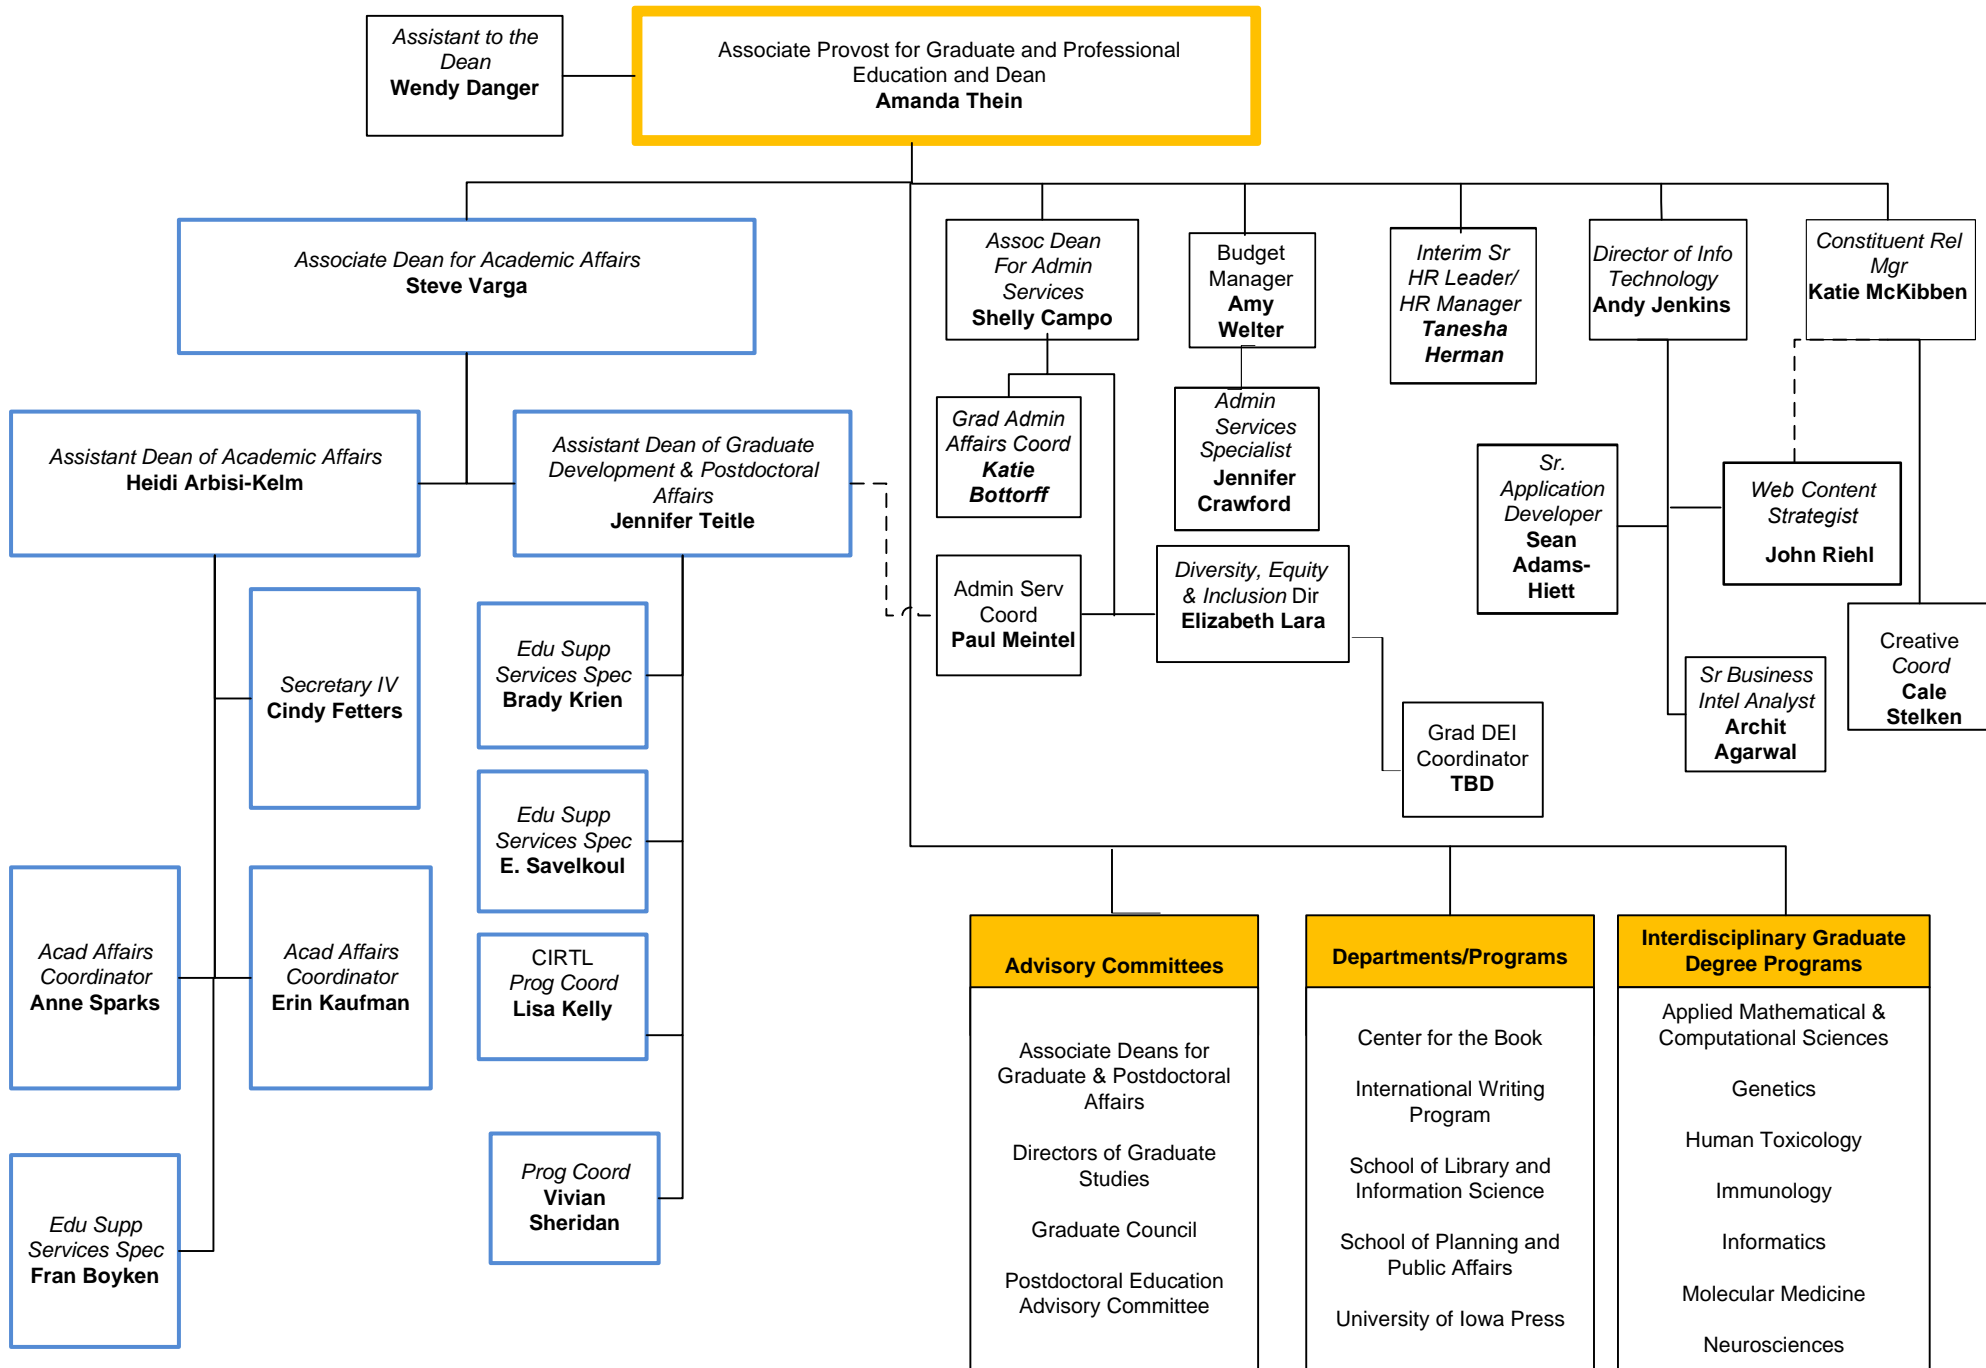 Assistant to the
Dean
Wendy Danger
Associate Provost for Graduate and Professional
Education and Dean
Amanda Thein
Associate Dean for Academic Affairs
Steve Varga
Assoc Dean
For Admin
Services
Shelly Campo
Budget
Manager
Amy
Welter
Interim Sr
HR Leader/
HR Manager
Tanesha
Herman
Director of Info
Technology
Andy Jenkins
Constituent Rel
Mgr
Katie McKibben
Assistant Dean of Academic Affairs
Heidi Arbisi-Kelm
Assistant Dean of Graduate
Development & Postdoctoral
Affairs
Jennifer Teitle
Grad Admin
Affairs Coord
Katie
Bottorff
Admin
Services
Specialist
Jennifer
Crawford
Sr.
Application
Developer
Sean
Adams-
Hiett
Web Content
Strategist
John Riehl
Admin Serv
Coord
Paul Meintel
Diversity, Equity
& Inclusion Dir
Elizabeth Lara
Creative
Coord
Cale
Stelken
Sr Business
Intel Analyst
Archit
Agarwal
Grad DEI
Coordinator
TBD
Secretary IV
Cindy Fetters
Edu Supp
Services Spec
Brady Krien
Edu Supp
Services Spec
E. Savelkoul
Acad Affairs
Coordinator
Anne Sparks
Acad Affairs
Coordinator
Erin Kaufman
CIRTL
Prog Coord
Lisa Kelly
Edu Supp
Services Spec
Fran Boyken
Prog Coord
Vivian
Sheridan
Advisory Committees
Associate Deans for
Graduate & Postdoctoral
Affairs
Directors of Graduate
Studies
Graduate Council
Postdoctoral Education
Advisory Committee
Departments/Programs
Center for the Book
International Writing
Program
School of Library and
Information Science
School of Planning and
Public Affairs
University of Iowa Press
Interdisciplinary Graduate
Degree Programs
Applied Mathematical &
Computational Sciences
Genetics
Human Toxicology
Immunology
Informatics
Molecular Medicine
Neurosciences